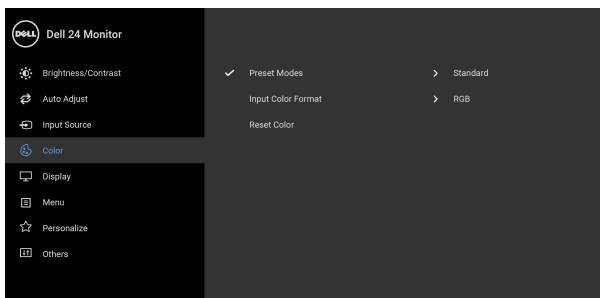 DELL Dell 24 Monitor
Brightness/Contrast
Auto Adjust
Input Source
Color
Display
Menu
Personalize
Others
Preset Modes Standard
Input Color Format RGB
Reset Color